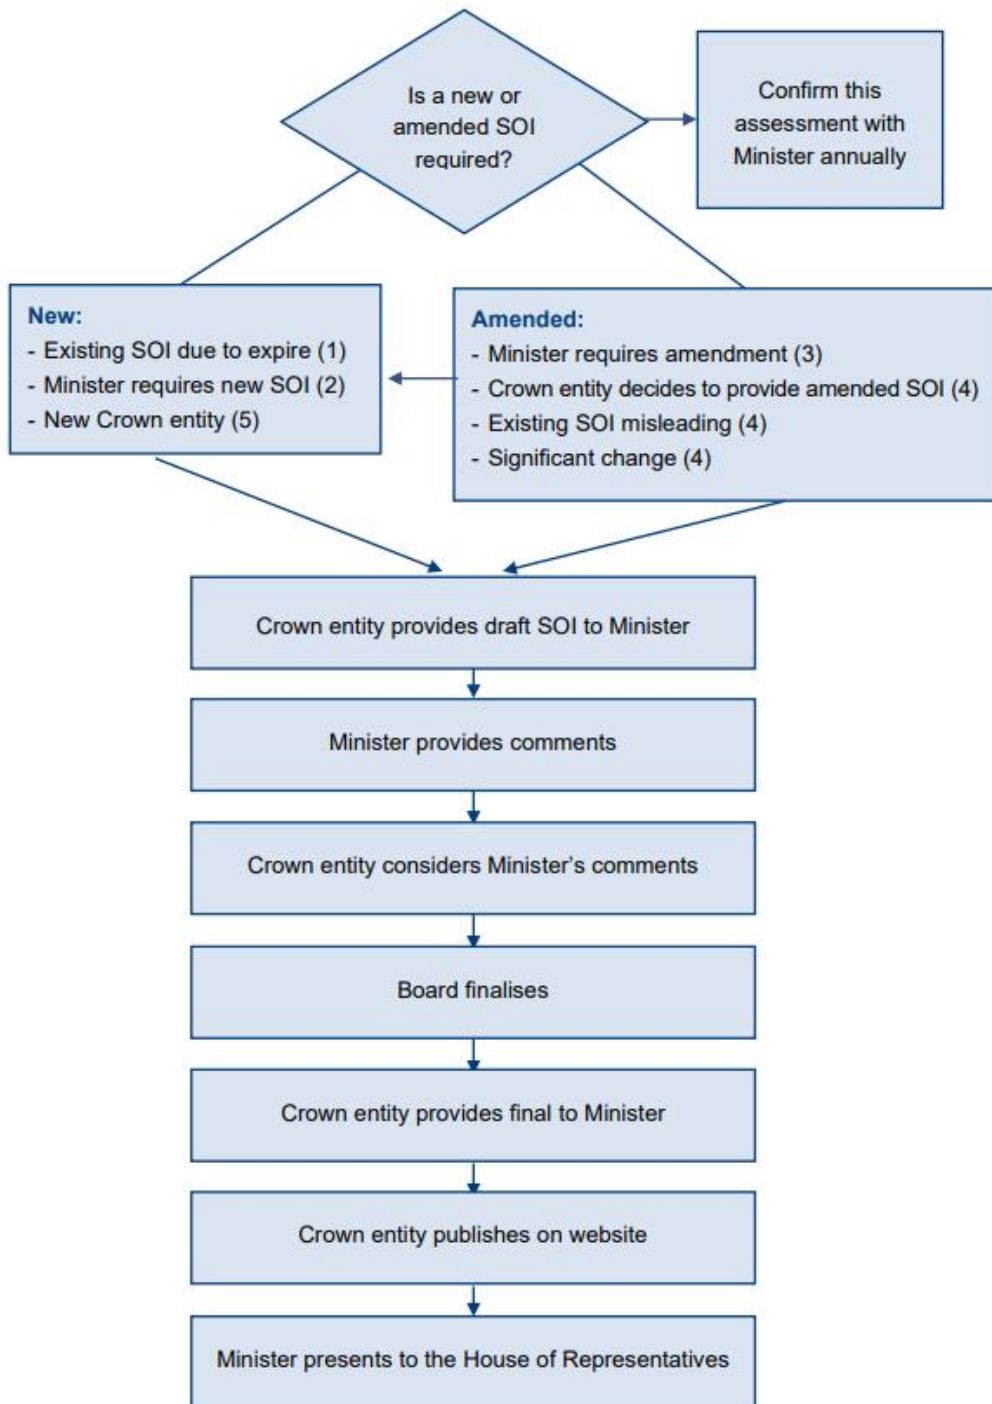 Is a new or
amended SOI
required?
Confirm this
assessment with
Minister annually
New:
- Existing SOI due to expire (1)
- Minister requires new SOI (2)
- New Crown entity (5)
Amended:
- Minister requires amendment (3)
- Crown entity decides to provide amended SOI (4)
- Existing SOI misleading (4)
- Significant change (4)
Crown entity provides draft SOI to Minister
Minister provides comments
Crown entity considers Minister’s comments
Board finalises
Crown entity provides final to Minister
Crown entity publishes on website
Minister presents to the House of Representatives